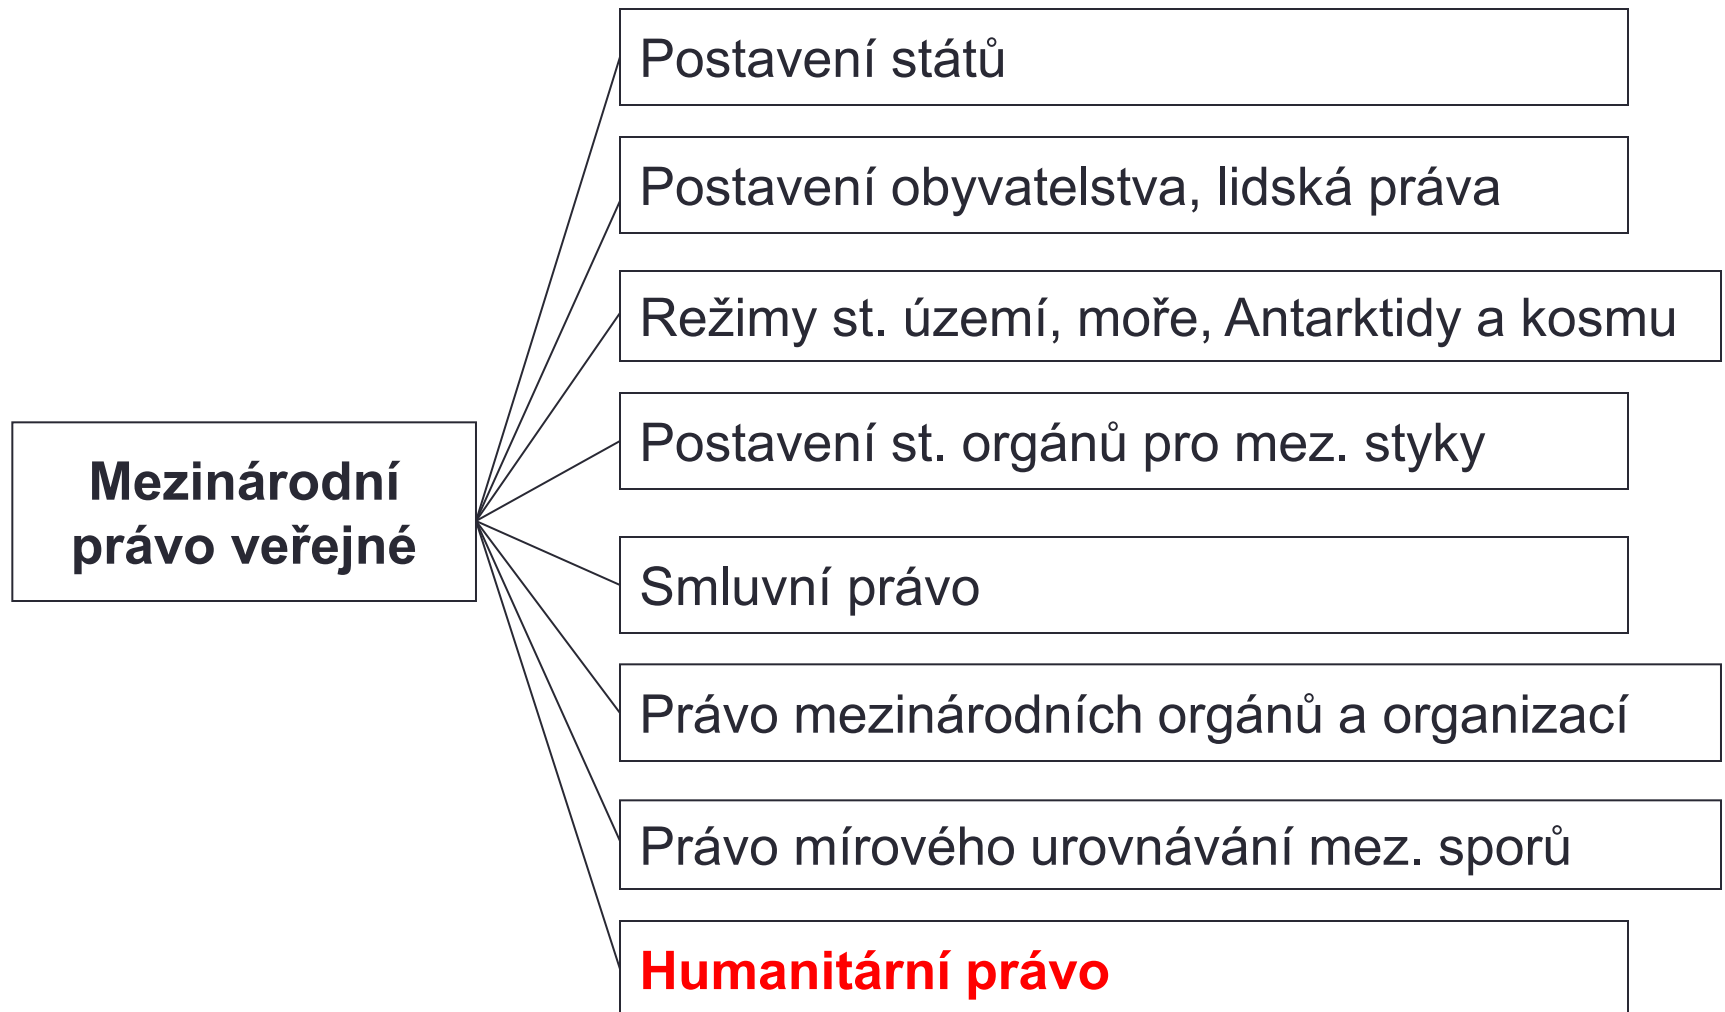 Postavení států
Postavení obyvatelstva, lidská práva
Režimy st. území, moře, Antarktidy a kosmu
Postavení st. orgánů pro mez. styky
Mezinárodní
právo veřejné
Smluvní právo
Právo mezinárodních orgánů a organizací
Právo mírového urovnávání mez. sporů
Humanitární právo